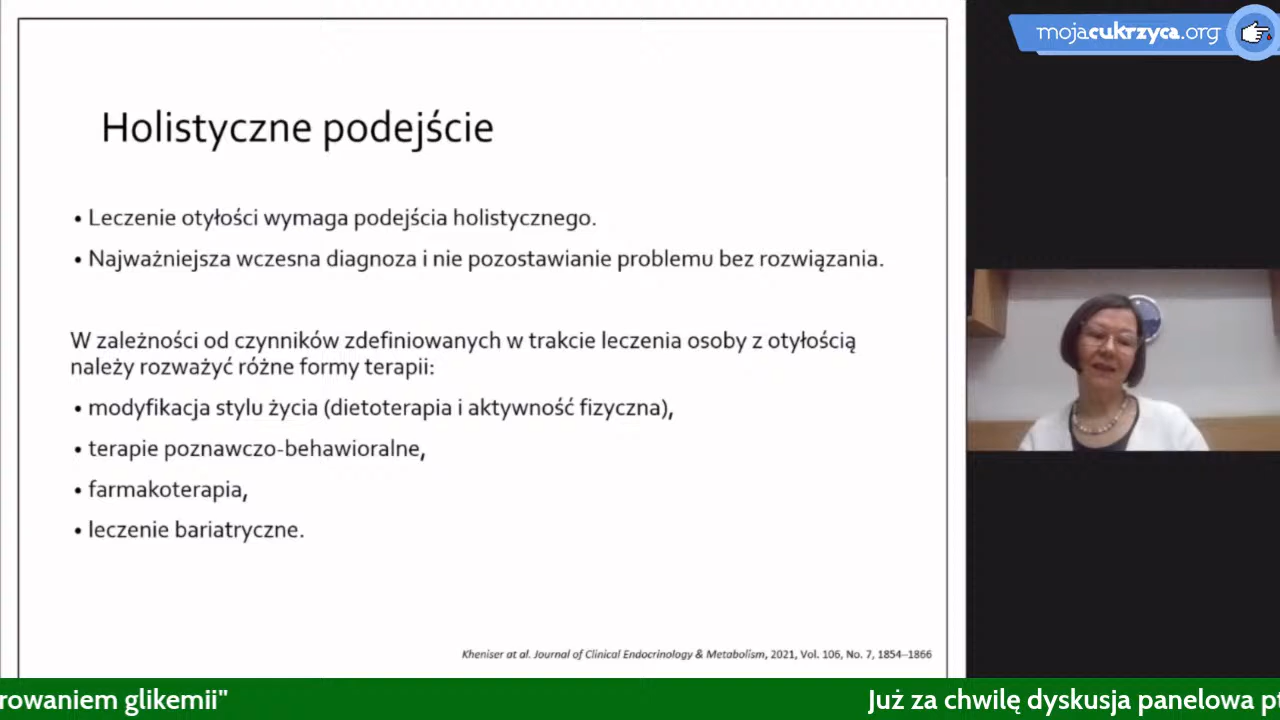 mojacukrzyca.org
Holistyczne podejście
• Leczenie otyłości wymaga podejścia holistycznego.
• Najważniejsza wczesna diagnoza i nie pozostawianie problemu bez rozwiązania.
W zależności od czynników zdefiniowanych w trakcie leczenia osoby z otyłością
należy rozważyć różne formy terapii:
• modyfikacja stylu życia (dietoterapia i aktywność fizyczna),
• terapie poznawczo-behawioralne,
• farmakoterapia,
• leczenie bariatryczne.
Kheniser at al. Journal of Clinical Endocrinology & Metabolism, 2021, Vol. 106, No. 7, 1854–1866
rowaniem glikemii" Już za chwilę dyskusja panelowa pt